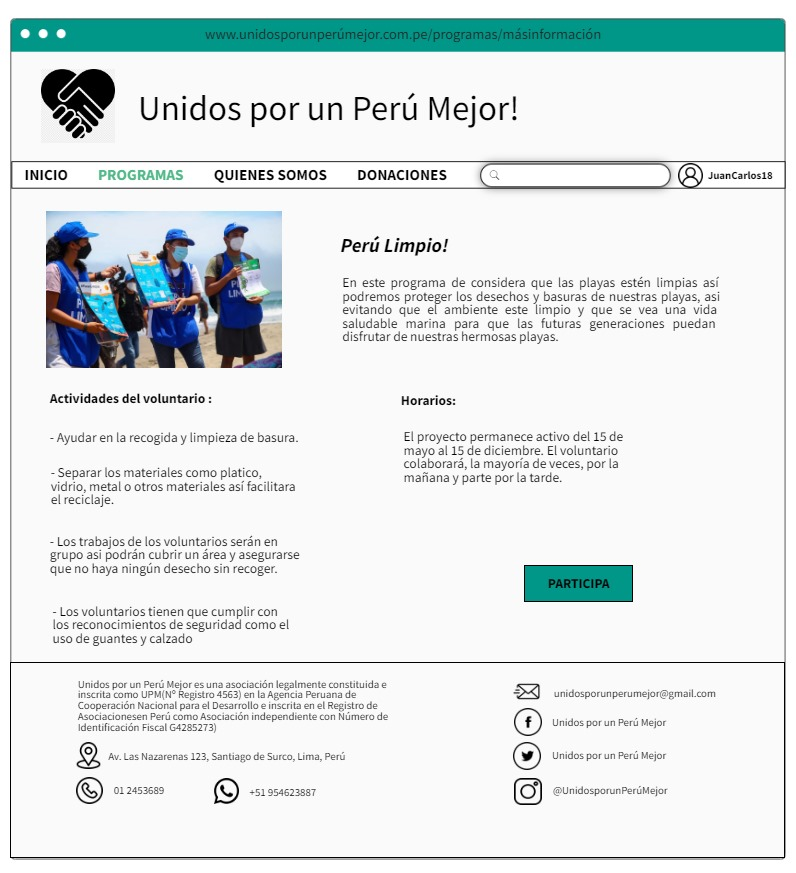 www.unidosporunperúmejor.com.pe/programas/másinformación
Unidos por un Perú Mejor!
INICIO PROGRAMAS QUIENES SOMOS DONACIONES JuanCarlos18
Perú Limpio!
En este programa de considera que las playas estén limpias así
podremos proteger los desechos y basuras de nuestras playas, asi
evitando que el ambiente este limpio y que se vea una vida
saludable marina para que las futuras generaciones puedan
disfrutar de nuestras hermosas playas.
Actividades del voluntario :
- Ayudar en la recogida y limpieza de basura.
- Separar los materiales como platico,
vidrio, metal o otros materiales así facilitara
el reciclaje.
- Los trabajos de los voluntarios serán en
grupo asi podrán cubrir un área y asegurarse
que no haya ningún desecho sin recoger.
- Los voluntarios tienen que cumplir con
los reconocimientos de seguridad como el
uso de guantes y calzado
Horarios:
El proyecto permanece activo del 15 de
mayo al 15 de diciembre. El voluntario
colaborará, la mayoría de veces, por la
mañana y parte por la tarde.
PARTICIPA
Unidos por un Perú Mejor es una asociación legalmente constituida e
inscrita como UPM(Nº Registro 4563) en la Agencia Peruana de
Cooperación Nacional para el Desarrollo e inscrita en el Registro de
Asociacionesen Perú como Asociación independiente con Número de
Identificación Fiscal G4285273)
Av. Las Nazarenas 123, Santiago de Surco, Lima, Perú
01 2453689
+51 954623887
unidosporunperumejor@gmail.com
Unidos por un Perú Mejor
Unidos por un Perú Mejor
@UnidosporunPerúMejor